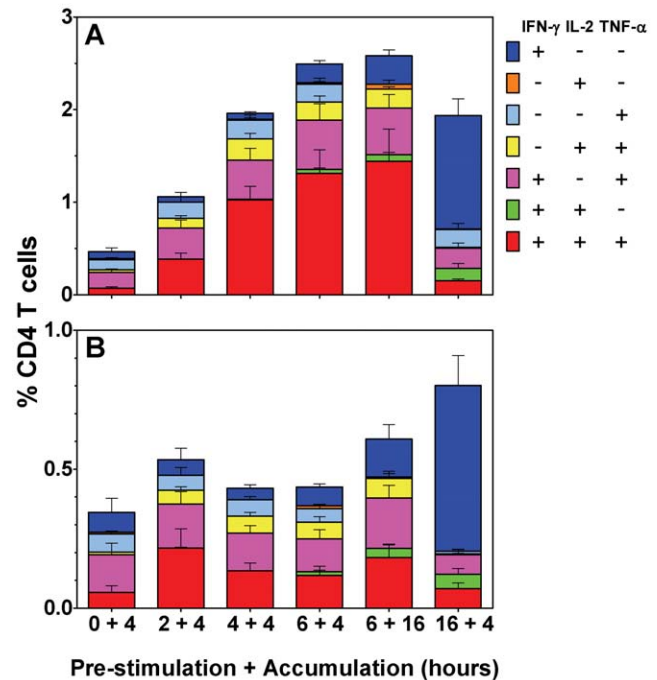 IFN-γ IL-2 TNF-α
+ - -
- + -
- - +
- + +
+ - +
+ + -
+ + +
A
3
2
1
0
% CD4 T cells
B
1.0
0.5
0.0
0 + 4 2 + 4 4 + 4 6 + 4 6 + 16 16 + 4
Pre-stimulation + Accumulation (hours)